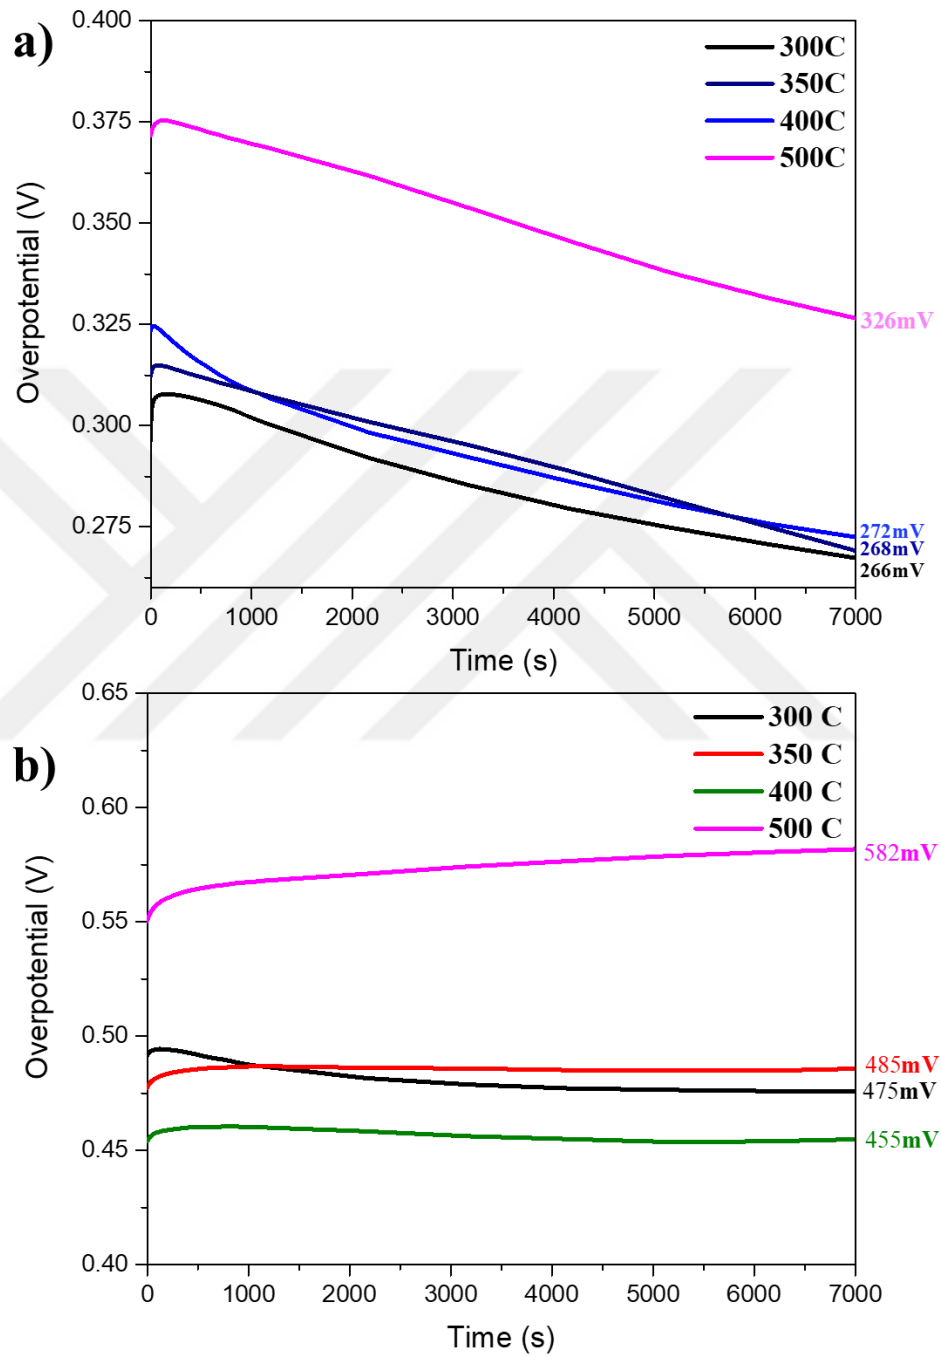 a)
0.400
0.375
0.350
0.325
0.300
0.275
Overpotential (V)
300C
350C
400C
500C
326mV
272mV
268mV
266mV
0 1000 2000 3000 4000 5000 6000 7000
Time (s)
b)
0.65
0.60
0.55
0.50
0.45
0.40
Overpotential (V)
300 C
350 C
400 C
500 C
582mV
485mV
475mV
455mV
0 1000 2000 3000 4000 5000 6000 7000
Time (s)